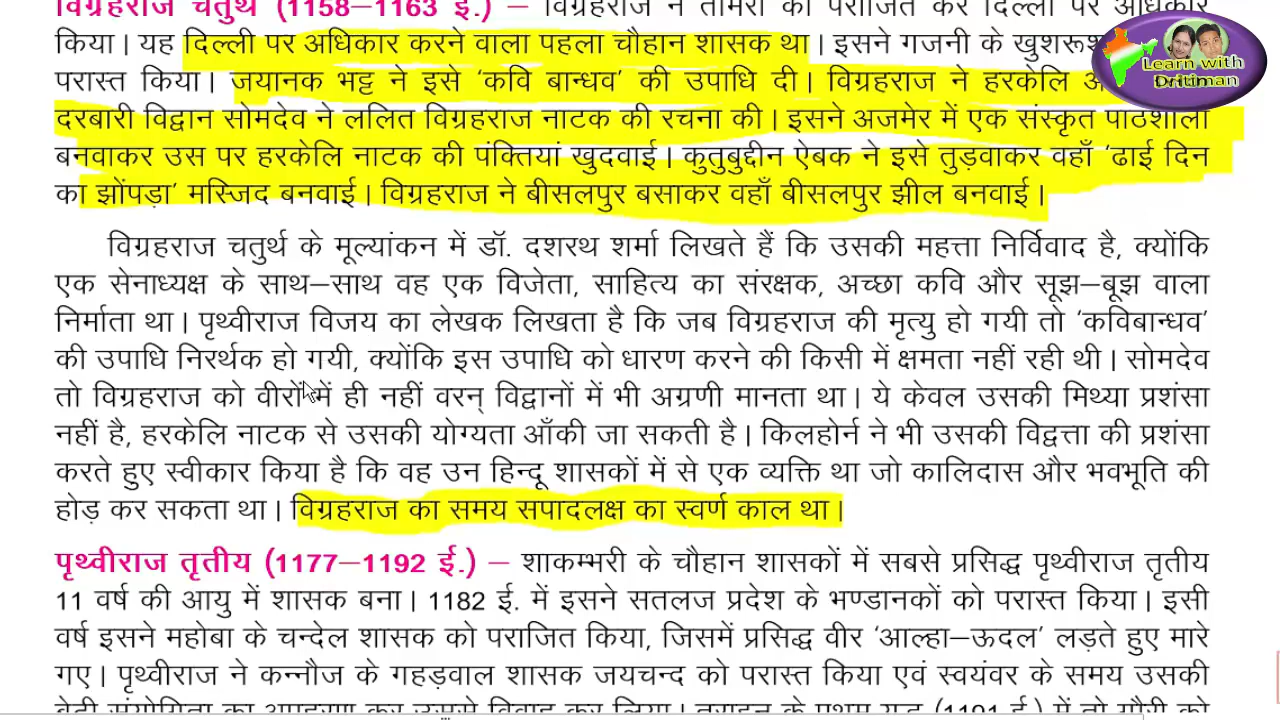 विग्रहराज चतुर्थ (1158–1163 ई.) – विग्रहराज ने तोमरों को पराजित कर दिल्ली पर अधिकार
किया। यह दिल्ली पर अधिकार करने वाला पहला चौहान शासक था। इसने गजनी के खुशरूश
परास्त किया। जयानक भट्ट ने इसे ‘कवि बान्धव’ की उपाधि दी। विग्रहराज ने हरकेलि
दरबारी विद्वान सोमदेव ने ललित विग्रहराज नाटक की रचना की। इसने अजमेर में एक संस्कृत पाठशाला
बनवाकर उस पर हरकेलि नाटक की पंक्तियां खुदवाई। कुतुबुद्दीन ऐबक ने इसे तुड़वाकर वहाँ ‘ढाई दिन
का झोंपड़ा’ मस्जिद बनवाई। विग्रहराज ने बीसलपुर बसाकर वहाँ बीसलपुर झील बनवाई।
विग्रहराज चतुर्थ के मूल्यांकन में डॉ. दशरथ शर्मा लिखते हैं कि उसकी महत्ता निर्विवाद है, क्योंकि
एक सेनाध्यक्ष के साथ–साथ वह एक विजेता, साहित्य का संरक्षक, अच्छा कवि और सूझ–बूझ वाला
निर्माता था। पृथ्वीराज विजय का लेखक लिखता है कि जब विग्रहराज की मृत्यु हो गयी तो ‘कविबान्धव’
की उपाधि निरर्थक हो गयी, क्योंकि इस उपाधि को धारण करने की किसी में क्षमता नहीं रही थी। सोमदेव
तो विग्रहराज को वीरों में ही नहीं वरन् विद्वानों में भी अग्रणी मानता था। ये केवल उसकी मिथ्या प्रशंसा
नहीं है, हरकेलि नाटक से उसकी योग्यता आँकी जा सकती है। किलहोर्न ने भी उसकी विद्वत्ता की प्रशंसा
करते हुए स्वीकार किया है कि वह उन हिन्दू शासकों में से एक व्यक्ति था जो कालिदास और भवभूति की
होड़ कर सकता था। विग्रहराज का समय सपादलक्ष का स्वर्ण काल था।
पृथ्वीराज तृतीय (1177–1192 ई.) – शाकम्भरी के चौहान शासकों में सबसे प्रसिद्ध पृथ्वीराज तृतीय
11 वर्ष की आयु में शासक बना। 1182 ई. में इसने सतलज प्रदेश के भण्डानकों को परास्त किया। इसी
वर्ष इसने महोबा के चन्देल शासक को पराजित किया, जिसमें प्रसिद्ध वीर ‘आल्हा–ऊदल’ लड़ते हुए मारे
गए। पृथ्वीराज ने कन्नौज के गहड़वाल शासक जयचन्द को परास्त किया एवं स्वयंवर के समय उसकी
बेटी संयोगिता का अपहरण कर उससे विवाह कर लिया। तराइन के प्रथम युद्ध (1191 ई.) में तो गौरी को
Learn with
Dritiman